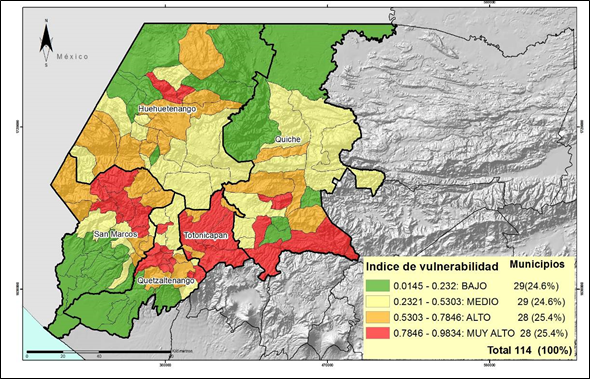 N
México
Huehuetenango
Quiche
San Marcos
Totonicapan
Quetzaltenango
Indice de vulnerabilidad Municipios
0.0145 - 0.232: BAJO 29(24.6%)
0.2321 - 0.5303: MEDIO 29 (24.6%)
0.5303 - 0.7846: ALTO 28 (25.4%)
0.7846 - 0.9834: MUY ALTO 28 (25.4%)
Total 114 (100%)